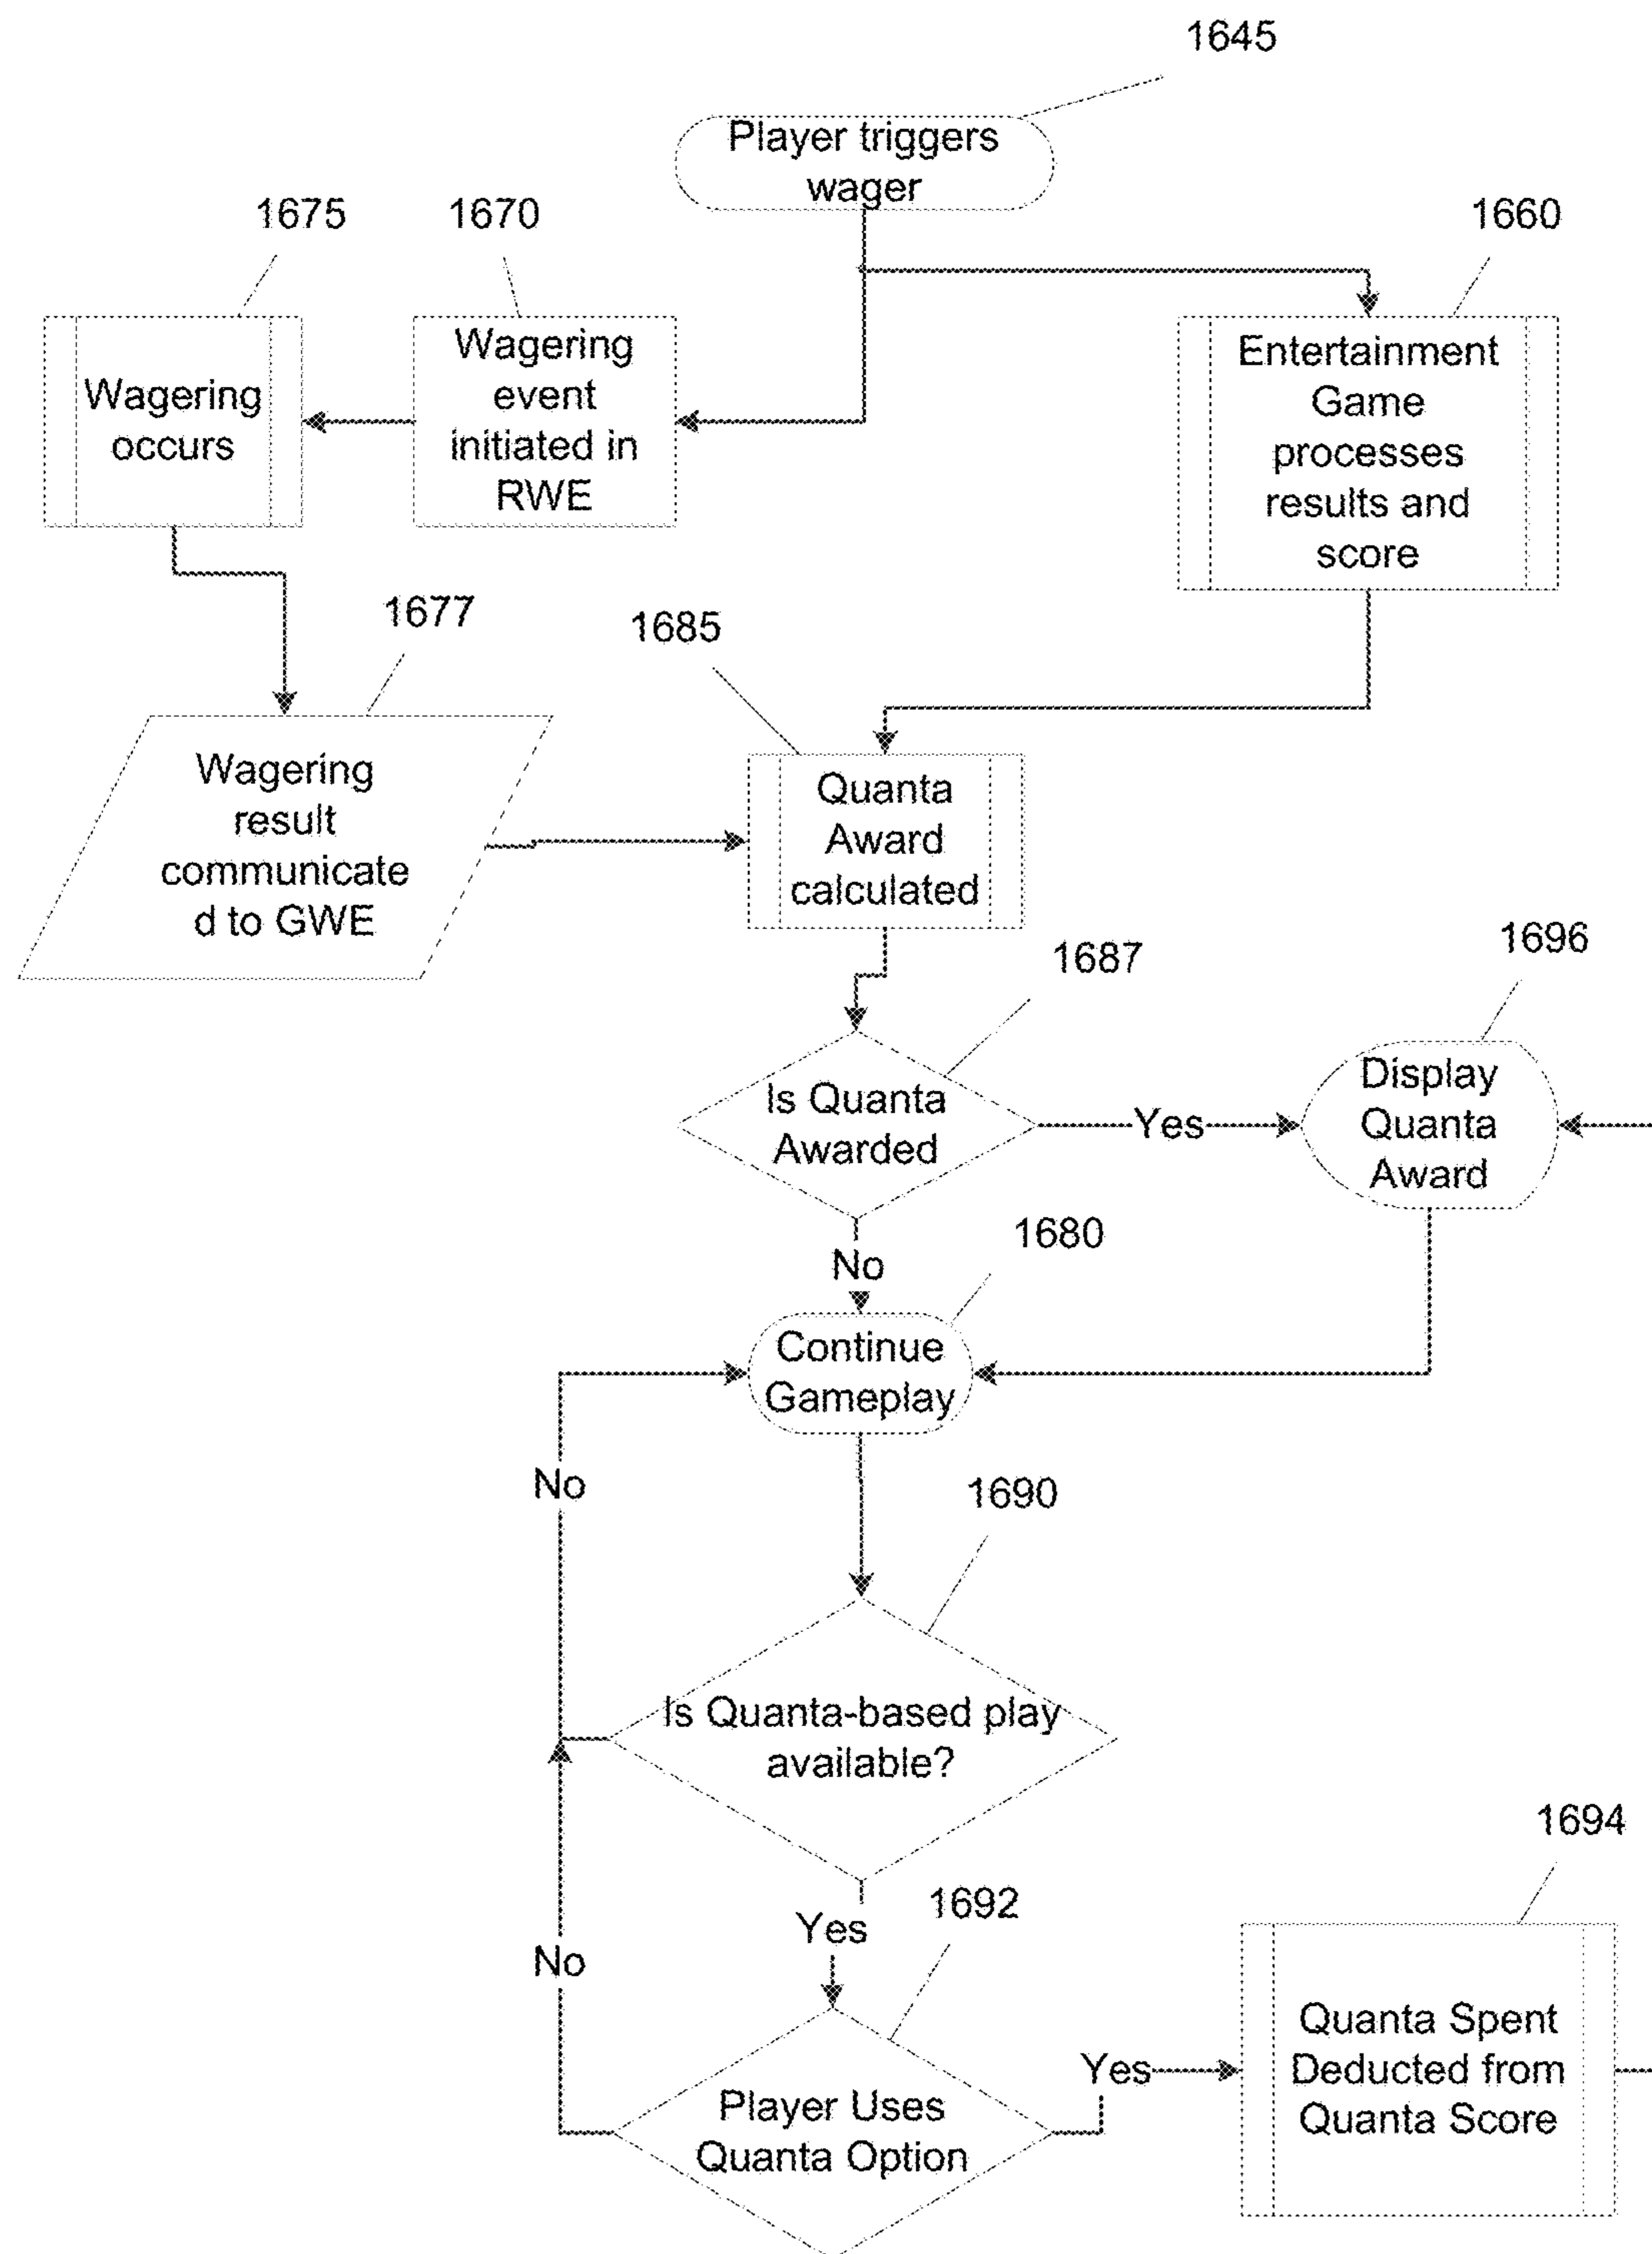 1645
Player triggers
wager
1675
1670
1660
Wagering
occurs
Wagering
event
initiated in
RWE
Entertainment
Game
processes
results and
score
1677
1685
Wagering
result
communicate
d to GWE
Quanta
Award
calculated
1687
1696
Is Quanta
Awarded
Yes
Display
Quanta
Award
No
1680
Continue
Gameplay
No
1690
Is Quanta-based play
available?
1694
Yes
1692
No
Player Uses
Quanta Option
Yes
Quanta Spent
Deducted from
Quanta Score